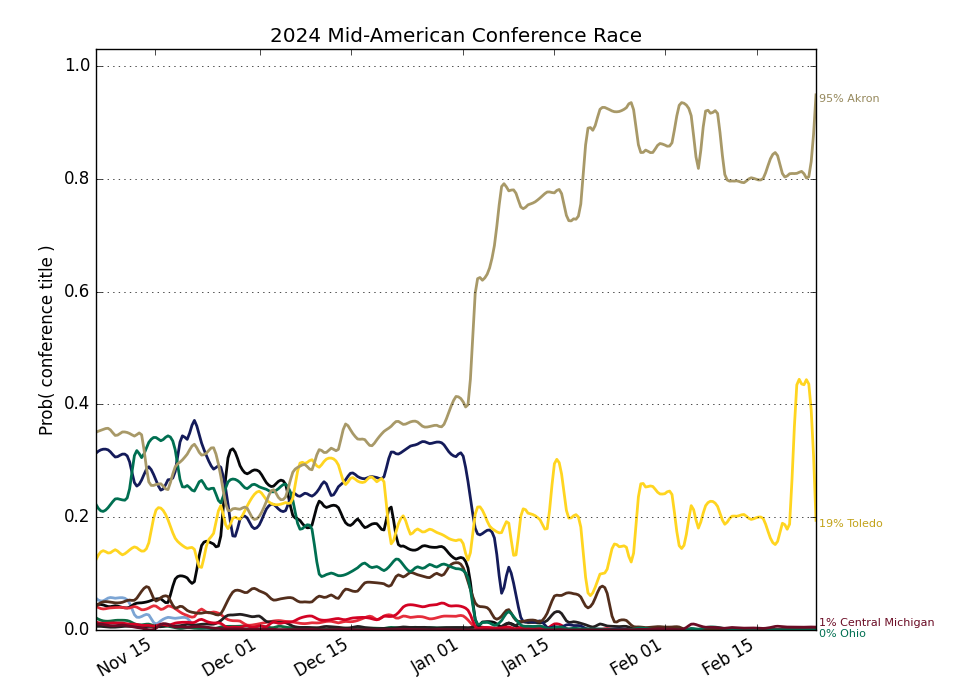 2024 Mid-American Conference Race
Prob( conference title )
1.0
0.8
0.6
0.4
0.2
0.0
95% Akron
19% Toledo
1% Central Michigan
0% Ohio
Nov 15
Dec 01
Dec 15
Jan 01
Jan 15
Feb 01
Feb 15